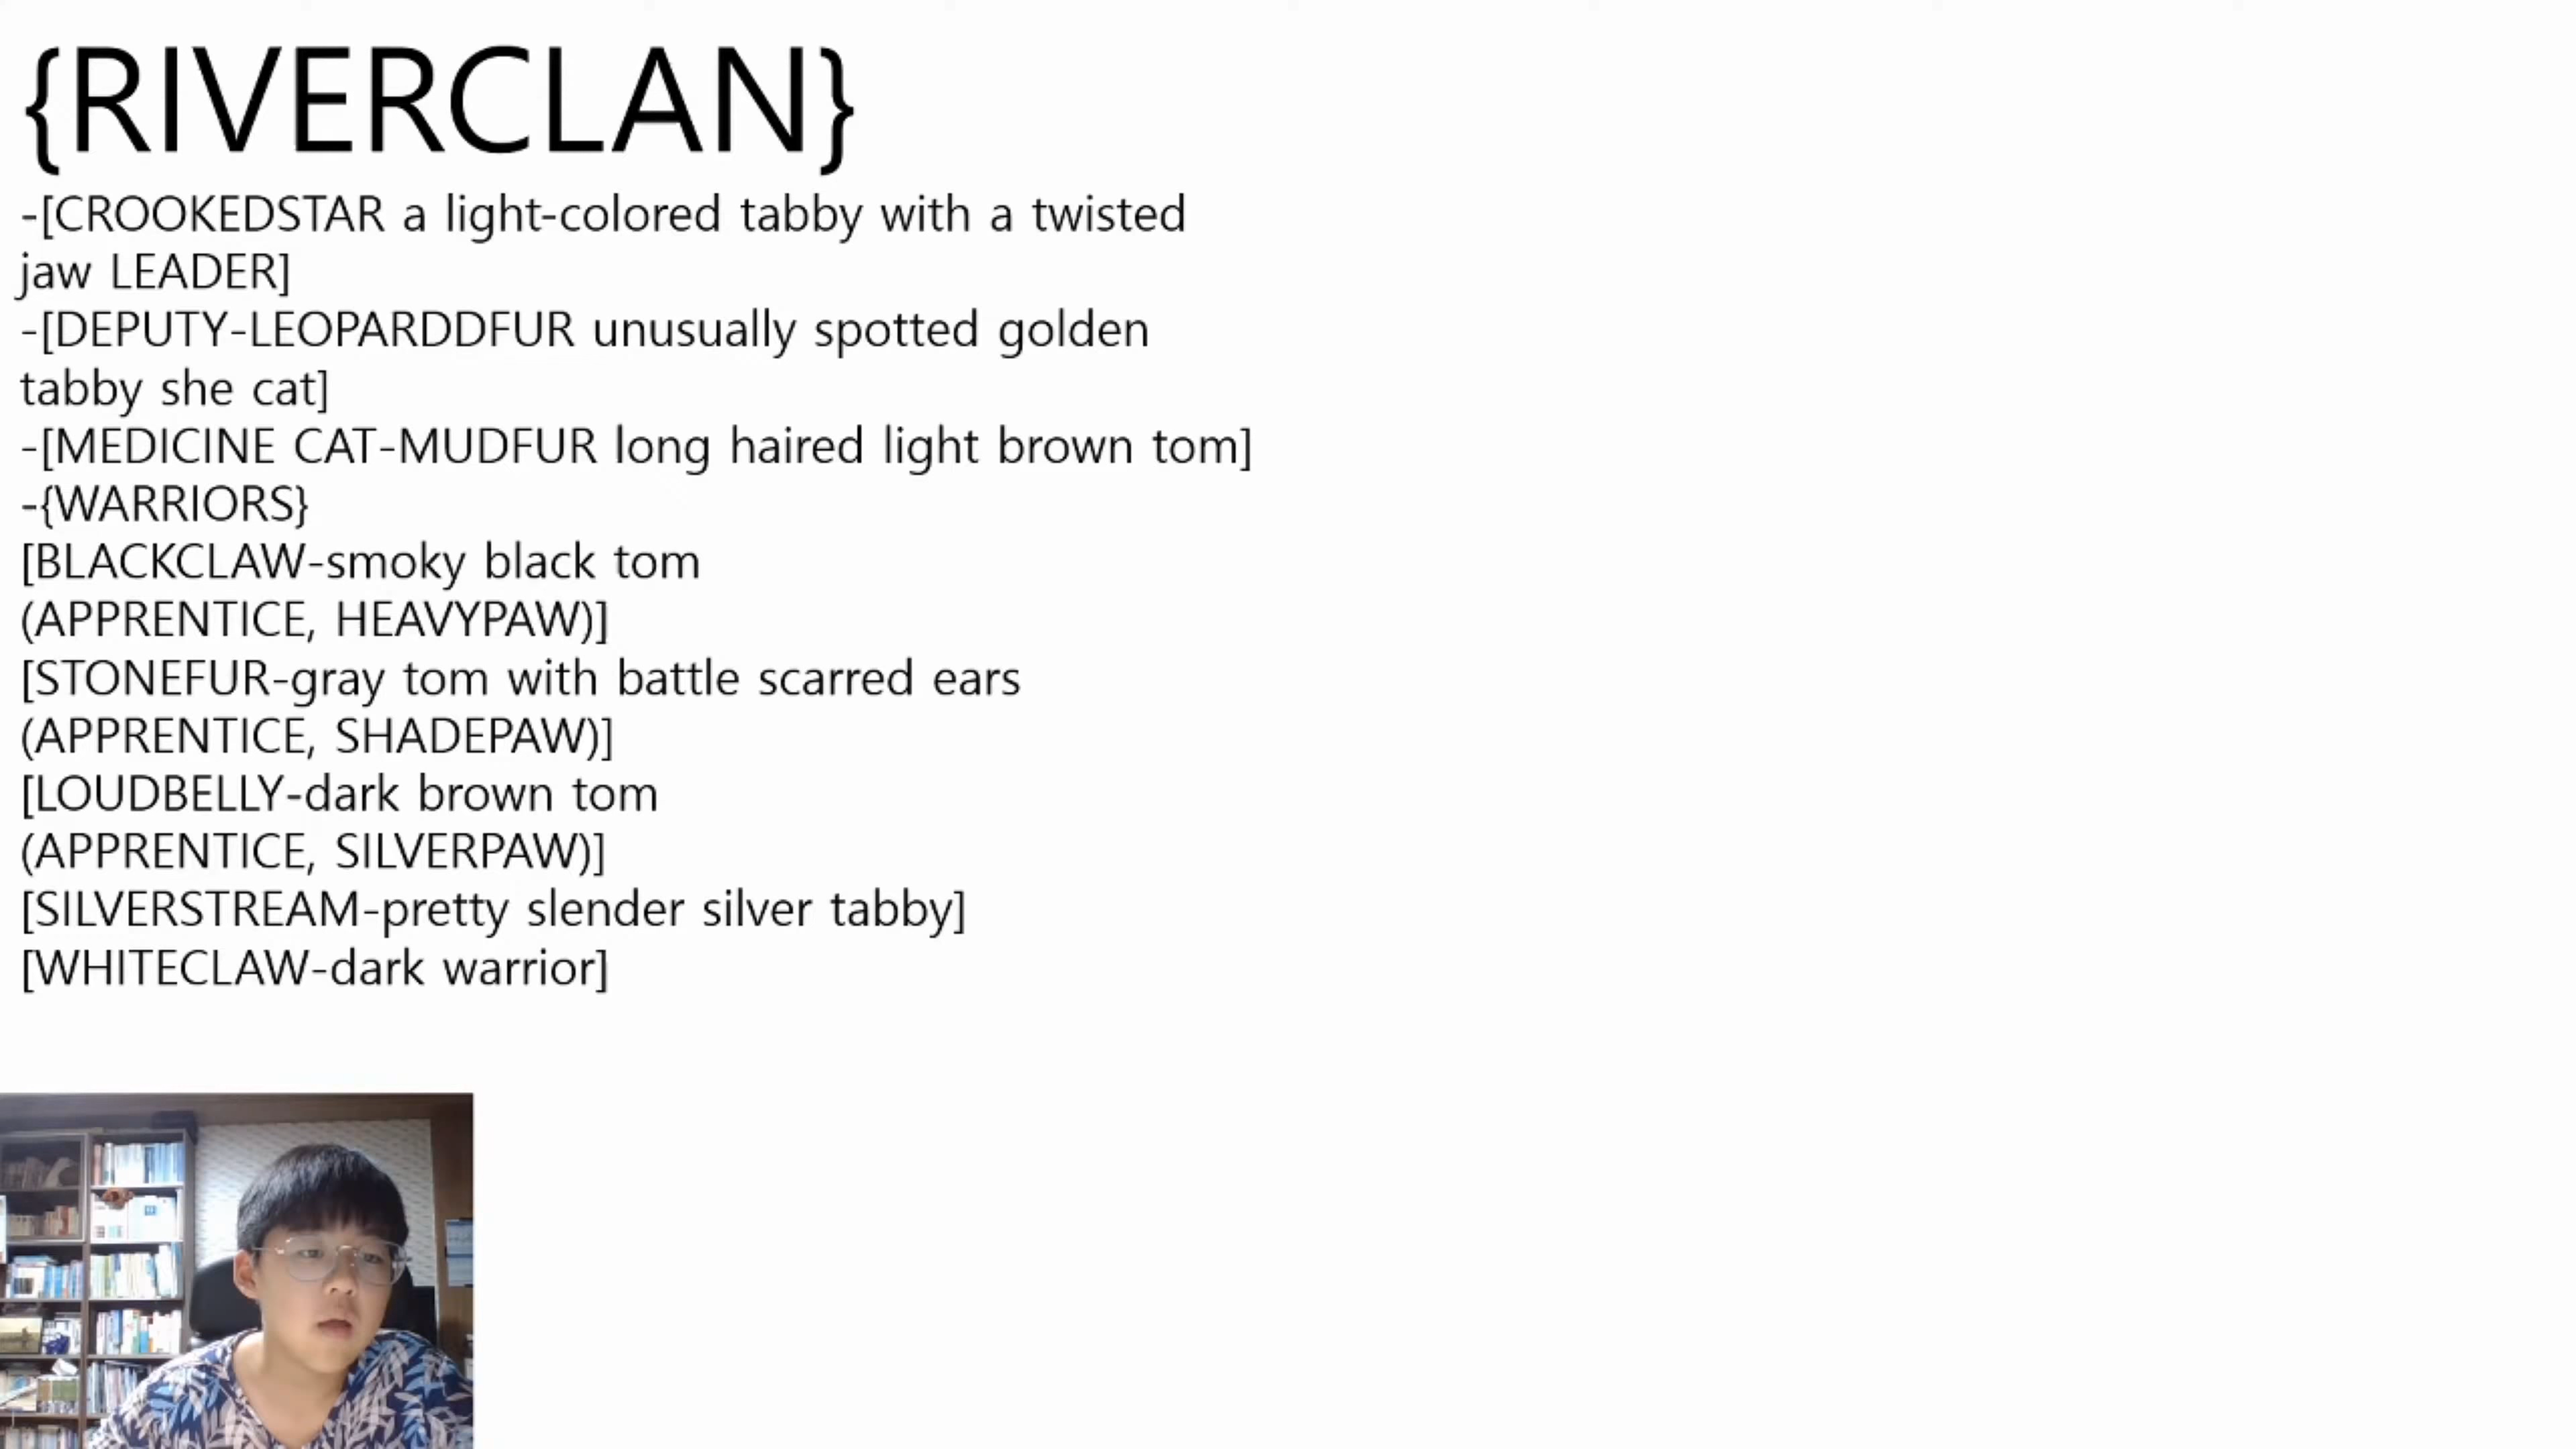 {RIVERCLAN}
-[CROOKEDSTAR a light-colored tabby with a twisted
jaw LEADER]
-[DEPUTY-LEOPARDDFUR unusually spotted golden
tabby she cat]
-[MEDICINE CAT-MUDFUR long haired light brown tom]
-{WARRIORS}
[BLACKCLAW-smoky black tom
(APPRENTICE, HEAVYPAW)]
[STONEFUR-gray tom with battle scarred ears
(APPRENTICE, SHADEPAW)]
[LOUDBELLY-dark brown tom
(APPRENTICE, SILVERPAW)]
[SILVERSTREAM-pretty slender silver tabby]
[WHITECLAW-dark warrior]